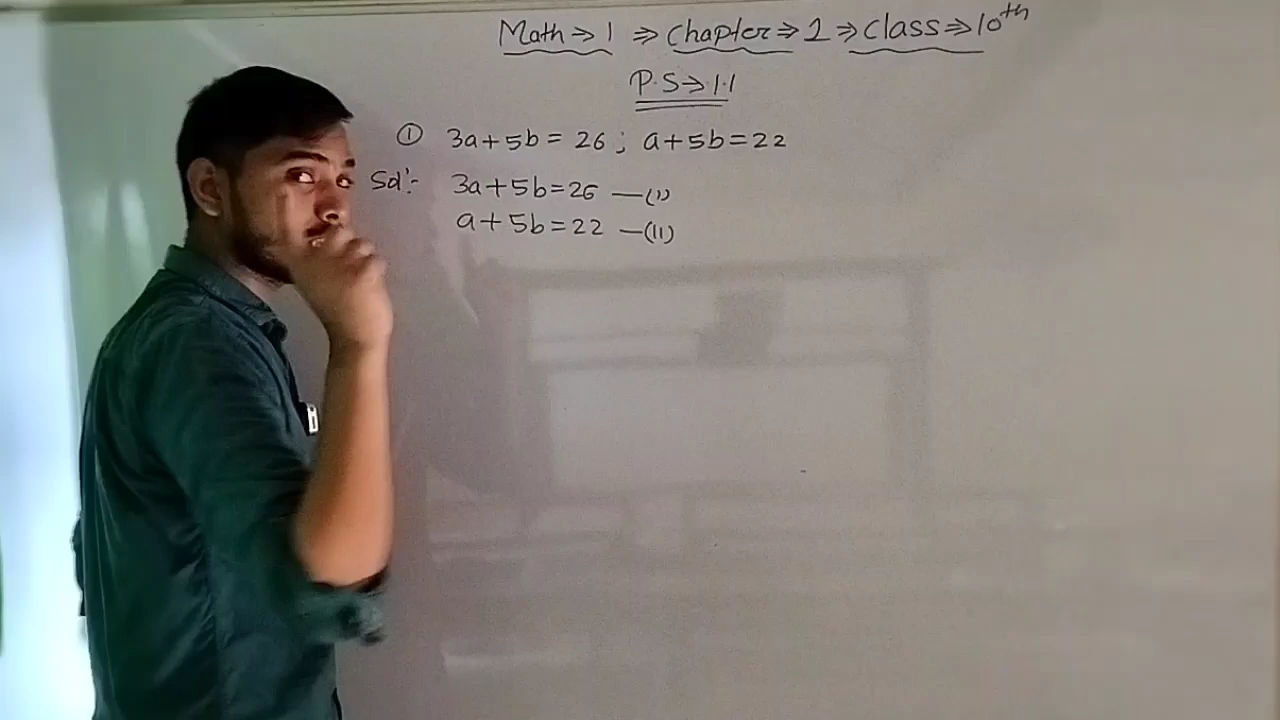 Math → 1 ⇒ Chapter ⇒ 1 ⇒ Class ⇒ 10th
P.S → 1.1
① 3a+5b = 26 ; a+5b=22
Sol:- 3a+5b=26 —(I)
a+5b=22 —(II)